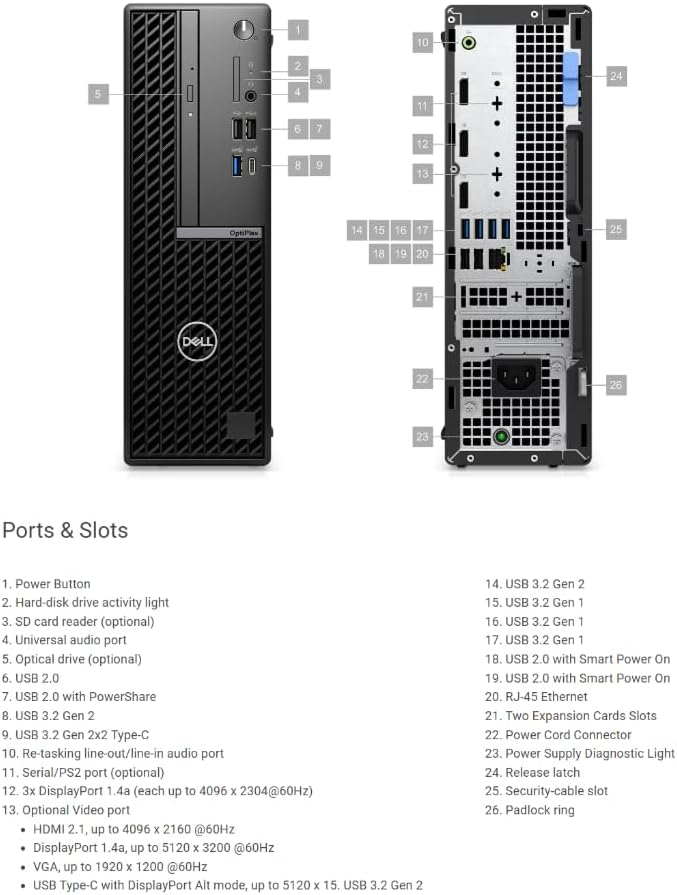 1
2
3
4
5
6 7
8 9
OptiPlex
DELL
10
11
12
13
14 15 16 17
18 19 20
21
22
23
24
25
26
Ports & Slots
1. Power Button
2. Hard-disk drive activity light
3. SD card reader (optional)
4. Universal audio port
5. Optical drive (optional)
6. USB 2.0
7. USB 2.0 with PowerShare
8. USB 3.2 Gen 2
9. USB 3.2 Gen 2x2 Type-C
10. Re-tasking line-out/line-in audio port
11. Serial/PS2 port (optional)
12. 3x DisplayPort 1.4a (each up to 4096 x 2304@60Hz)
13. Optional Video port
• HDMI 2.1, up to 4096 x 2160 @60Hz
• DisplayPort 1.4a, up to 5120 x 3200 @60Hz
• VGA, up to 1920 x 1200 @60Hz
• USB Type-C with DisplayPort Alt mode, up to 5120 x 15. USB 3.2 Gen 2
14. USB 3.2 Gen 2
15. USB 3.2 Gen 1
16. USB 3.2 Gen 1
17. USB 3.2 Gen 1
18. USB 2.0 with Smart Power On
19. USB 2.0 with Smart Power On
20. RJ-45 Ethernet
21. Two Expansion Cards Slots
22. Power Cord Connector
23. Power Supply Diagnostic Light
24. Release latch
25. Security-cable slot
26. Padlock ring